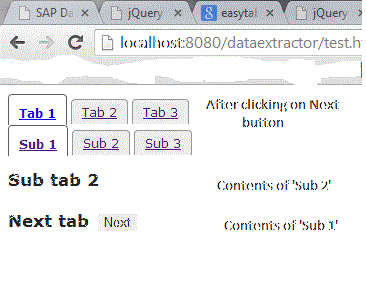 SAP Da
jQuery
easytal
jQuery
localhost:8080/dataextractor/test.h
Tab 1 Tab 2 Tab 3
After clicking on Next
button
Sub 1 Sub 2 Sub 3
Sub tab 2
Contents of 'Sub 2'
Next tab Next
Contents of 'Sub 1'